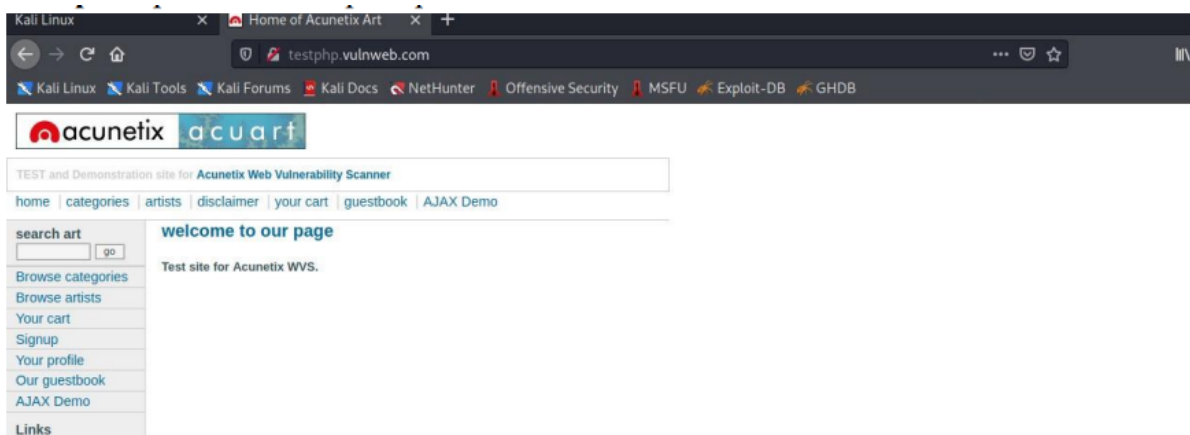 Kali Linux × Home of Acunetix Art × +
testphp.vulnweb.com
Kali Linux Kali Tools Kali Forums Kali Docs NetHunter Offensive Security MSFU Exploit-DB GHDB
acunetix acuart
TEST and Demonstration site for Acunetix Web Vulnerability Scanner
home | categories | artists | disclaimer | your cart | guestbook | AJAX Demo
search art
go
Browse categories
Browse artists
Your cart
Signup
Your profile
Our guestbook
AJAX Demo
Links
welcome to our page
Test site for Acunetix WVS.